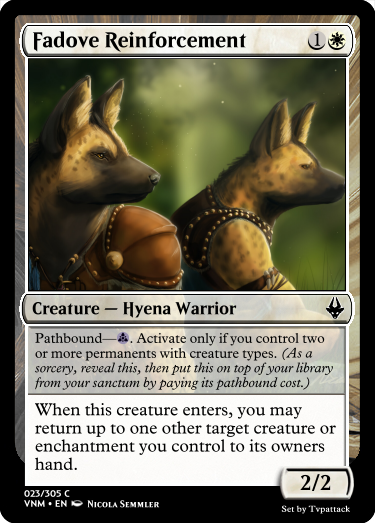 Fadove Reinforcement 1
Creature — Hyena Warrior
Pathbound—. Activate only if you control two
or more permanents with creature types. (As a
sorcery, reveal this, then put this on top of your library
from your sanctum by paying its pathbound cost.)
When this creature enters, you may
return up to one other target creature or
enchantment you control to its owners
hand.
2/2
023/305 C
VNM • EN Nicola Semmler
Set by Tvpattack